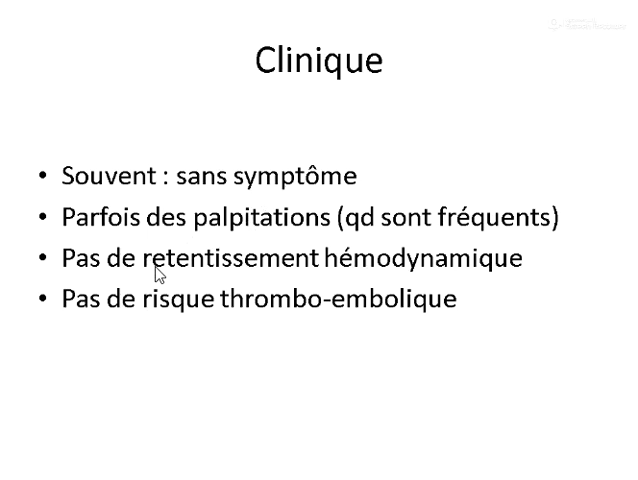 Clinique
• Souvent : sans symptôme
• Parfois des palpitations (qd sont fréquents)
• Pas de retentissement hémodynamique
• Pas de risque thrombo-embolique